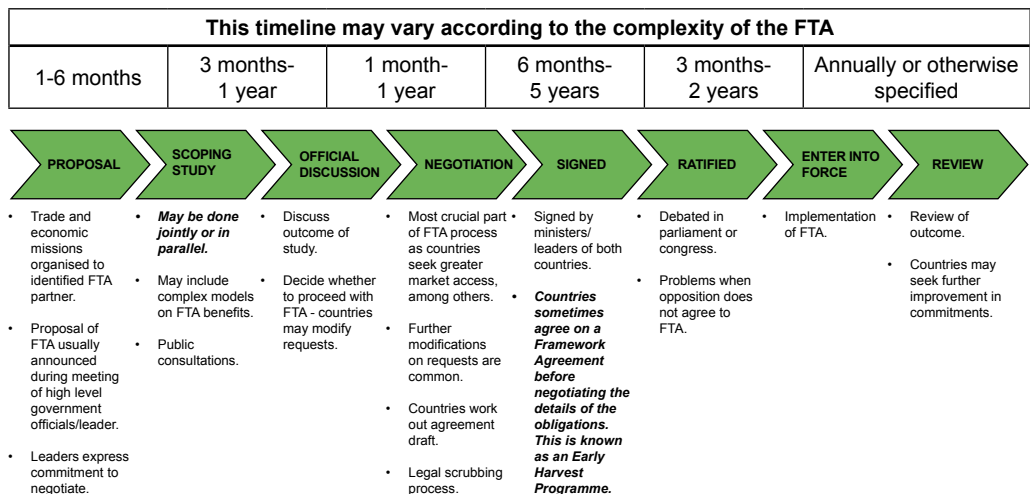 This timeline may vary according to the complexity of the FTA
1-6 months
3 months-
1 year
1 month-
1 year
6 months-
5 years
3 months-
2 years
Annually or otherwise
specified
PROPOSAL
SCOPING
STUDY
OFFICIAL
DISCUSSION
NEGOTIATION
SIGNED
RATIFIED
ENTER INTO
FORCE
REVIEW
• Trade and
economic
missions
organised to
identified FTA
partner.
• Proposal of
FTA usually
announced
during meeting
of high level
government
officials/leader.
• Leaders express
commitment to
negotiate.
• May be done
jointly or in
parallel.
• May include
complex models
on FTA benefits.
• Public
consultations.
• Discuss
outcome of
study.
• Decide whether
to proceed with
FTA - countries
may modify
requests.
• Most crucial part
of FTA process
as countries
seek greater
market access,
among others.
• Further
modifications
on requests are
common.
• Countries work
out agreement
draft.
• Legal scrubbing
process.
• Signed by
ministers/
leaders of both
countries.
• Countries
sometimes
agree on a
Framework
Agreement
before
negotiating the
details of the
obligations.
This is known
as an Early
Harvest
Programme.
• Debated in
parliament or
congress.
• Problems when
opposition does
not agree to
FTA.
• Implementation
of FTA.
• Review of
outcome.
• Countries may
seek further
improvement in
commitments.